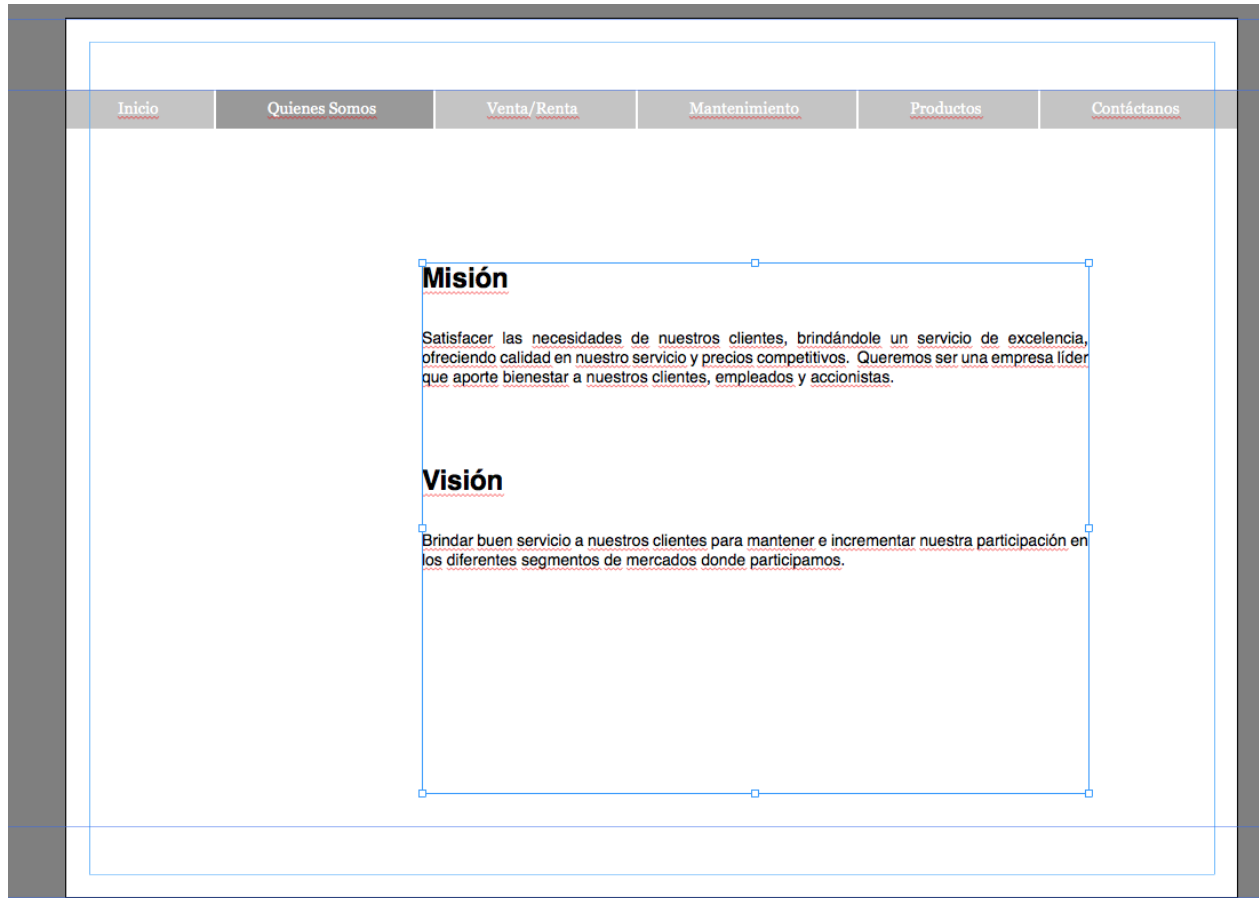 Inicio Quienes Somos Venta/Renta Mantenimiento Productos Contáctanos
Misión
Satisfacer las necesidades de nuestros clientes, brindándole un servicio de excelencia,
ofreciendo calidad en nuestro servicio y precios competitivos.  Queremos ser una empresa líder
que aporte bienestar a nuestros clientes, empleados y accionistas.
Visión
Brindar buen servicio a nuestros clientes para mantener e incrementar nuestra participación en
los diferentes segmentos de mercados donde participamos.